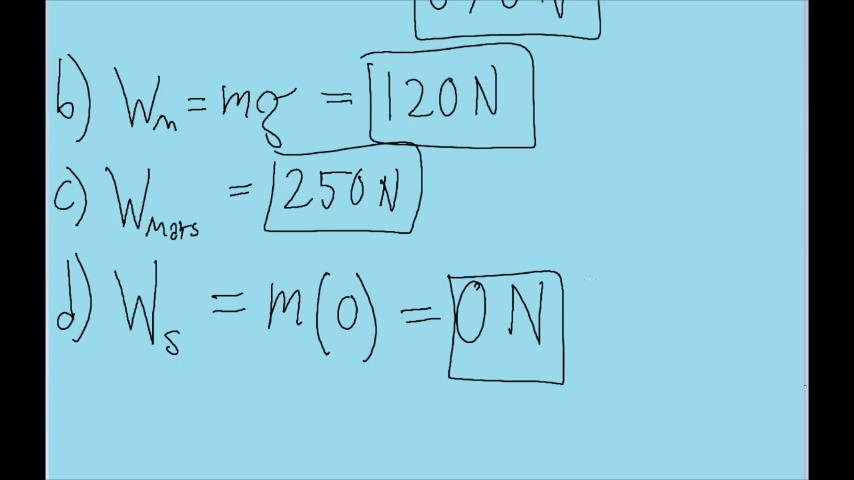 b) Wm = mg = 120 N
c) WMars = 250 N
d) Ws = m(0) = 0 N